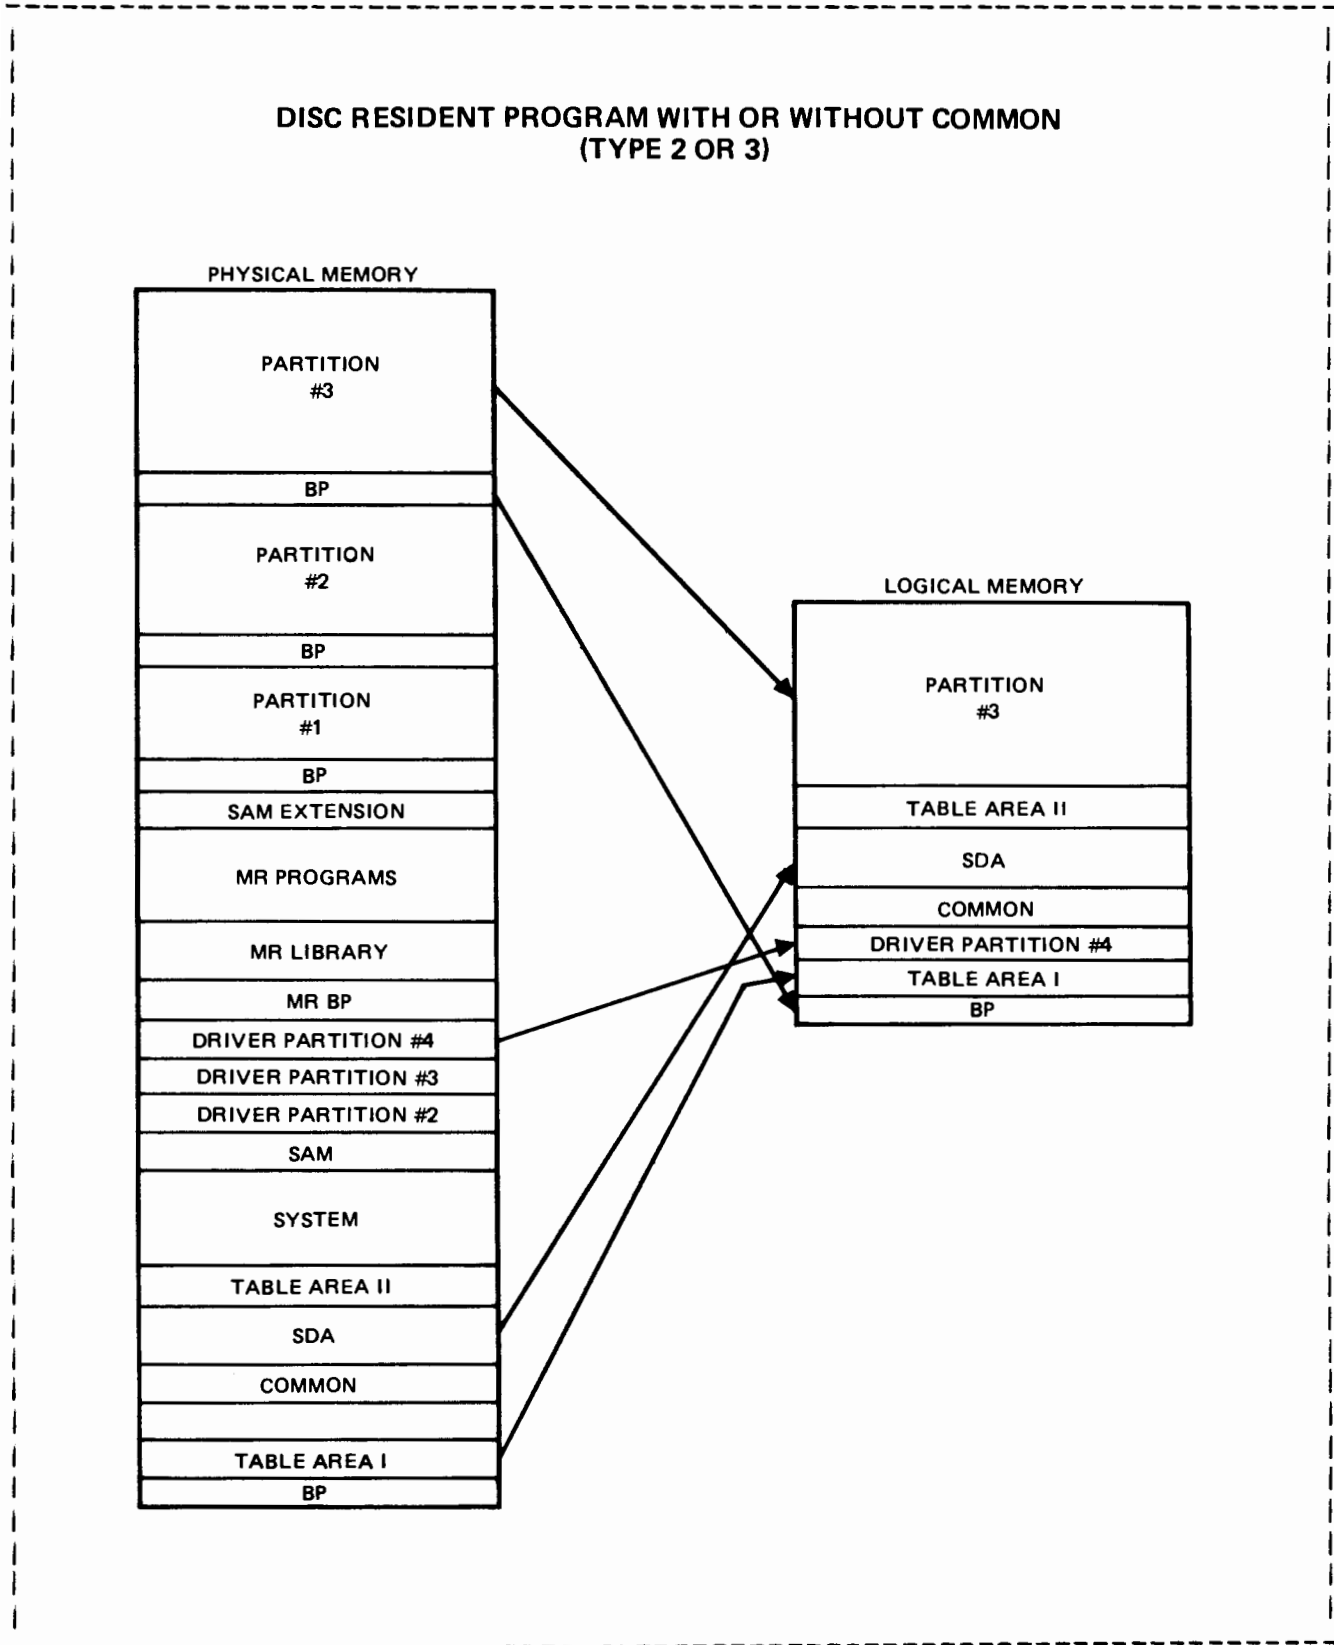 DISC RESIDENT PROGRAM WITH OR WITHOUT COMMON
(TYPE 2 OR 3)
PHYSICAL MEMORY
PARTITION
#3
BP
PARTITION
#2
BP
PARTITION
#1
BP
SAM EXTENSION
MR PROGRAMS
MR LIBRARY
MR BP
DRIVER PARTITION #4
DRIVER PARTITION #3
DRIVER PARTITION #2
SAM
SYSTEM
TABLE AREA II
SDA
COMMON
TABLE AREA I
BP
LOGICAL MEMORY
PARTITION
#3
TABLE AREA II
SDA
COMMON
DRIVER PARTITION #4
TABLE AREA I
BP